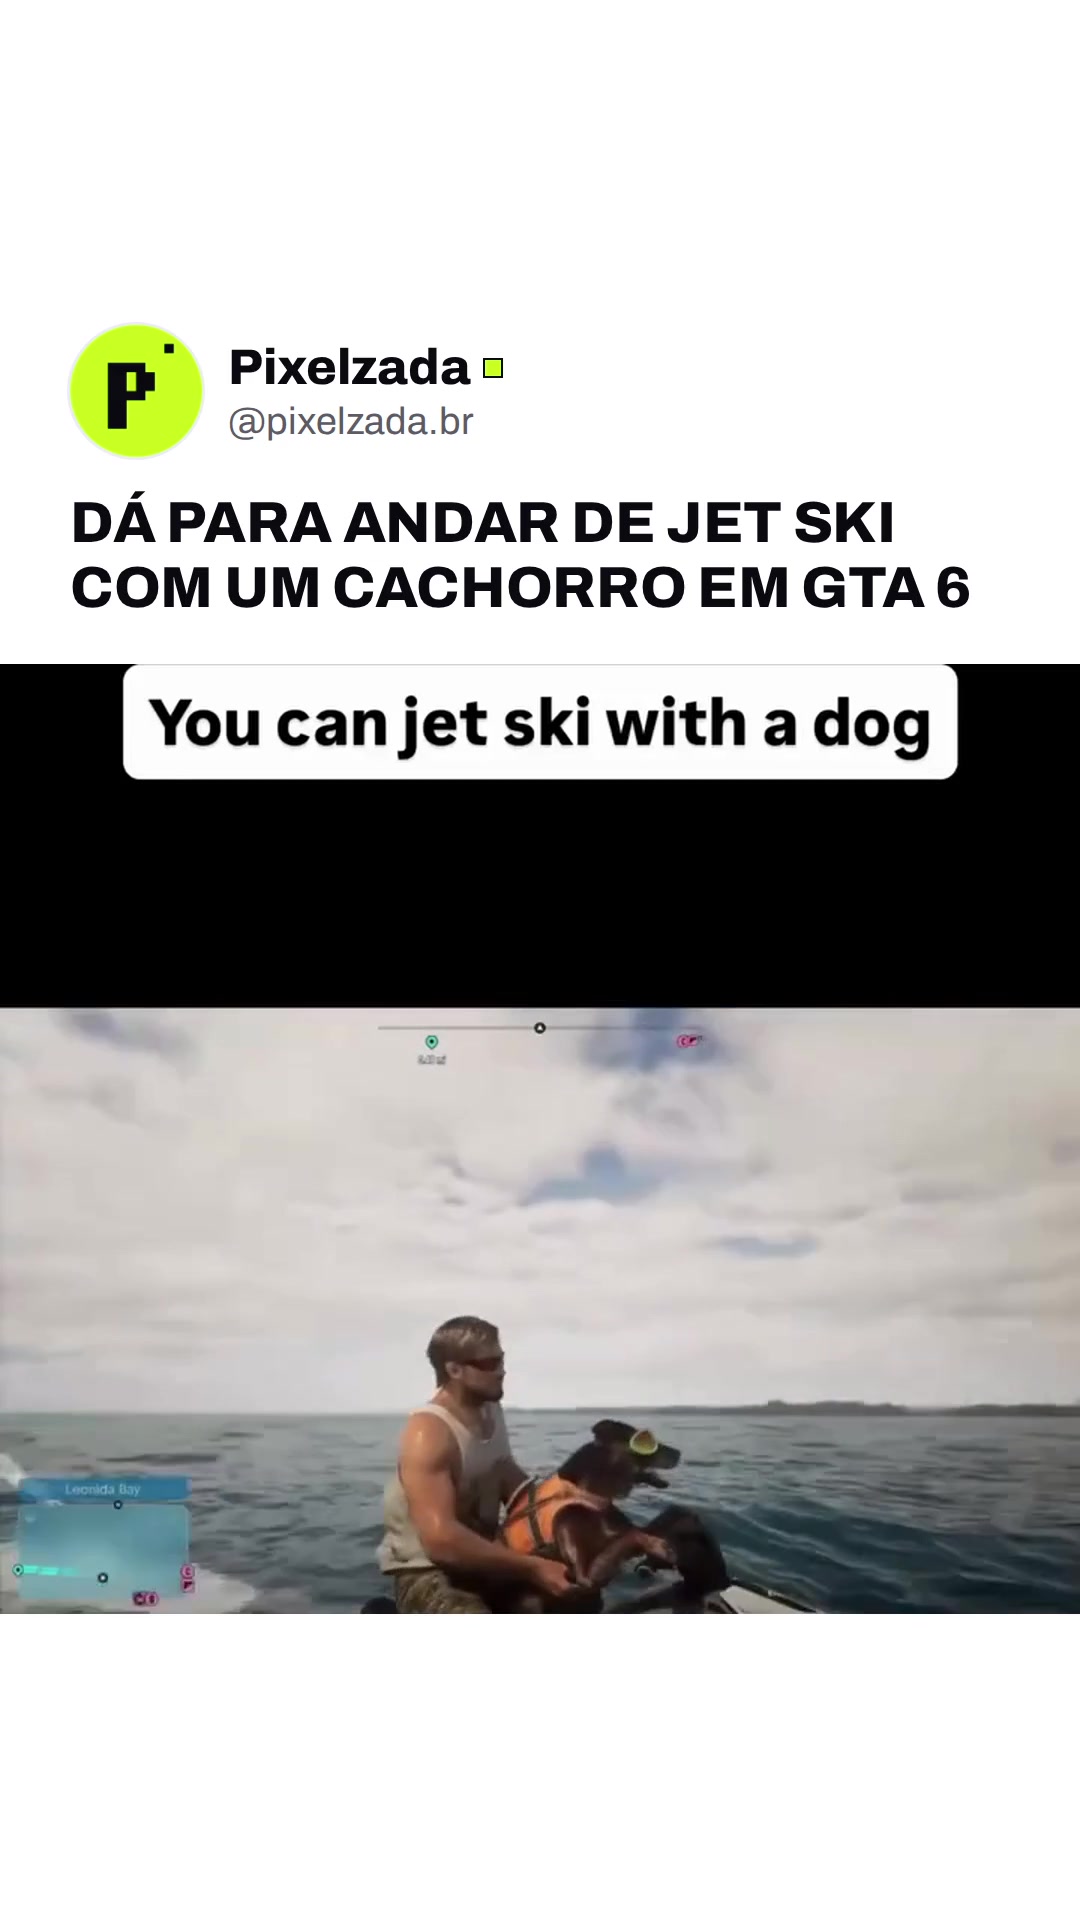 Pixelzada
@pixelzada.br
DÁ PARA ANDAR DE JET SKI
COM UM CACHORRO EM GTA 6
You can jet ski with a dog
Leonida Bay